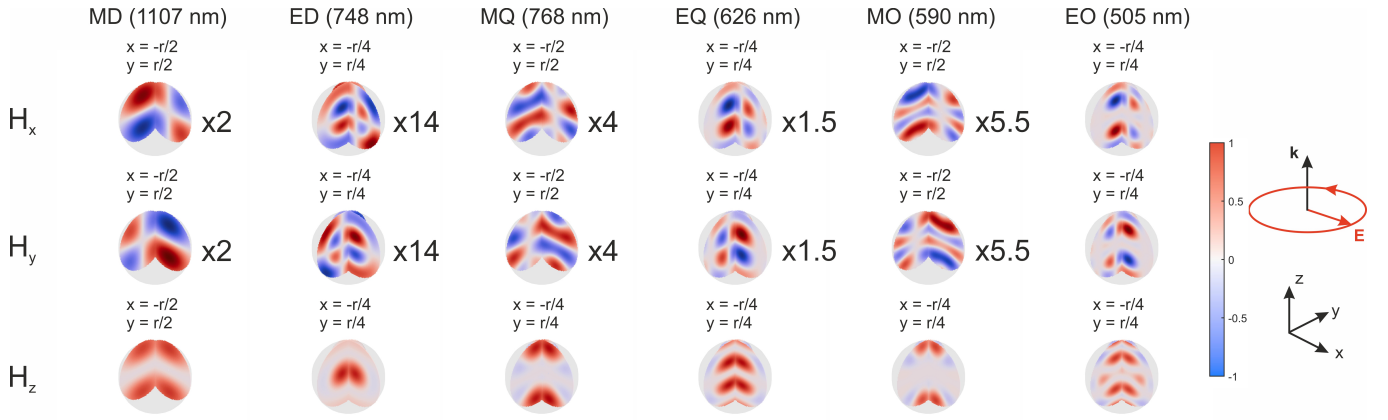 MD (1107 nm) ED (748 nm) MQ (768 nm) EQ (626 nm) MO (590 nm) EO (505 nm)
x = -r/2 x = -r/4 x = -r/2 x = -r/4 x = -r/2 x = -r/4
y = r/2 y = r/4 y = r/2 y = r/4 y = r/2 y = r/4
Hx x2 x14 x4 x1.5 x5.5
x = -r/2 x = -r/4 x = -r/2 x = -r/4 x = -r/2 x = -r/4
y = r/2 y = r/4 y = r/2 y = r/4 y = r/2 y = r/4
Hy x2 x14 x4 x1.5 x5.5
x = -r/2 x = -r/4 x = -r/4 x = -r/4 x = -r/4 x = -r/4
y = r/2 y = r/4 y = r/4 y = r/4 y = r/4 y = r/4
Hz
1
0.5
0
-0.5
-1
k
E
z
y
x